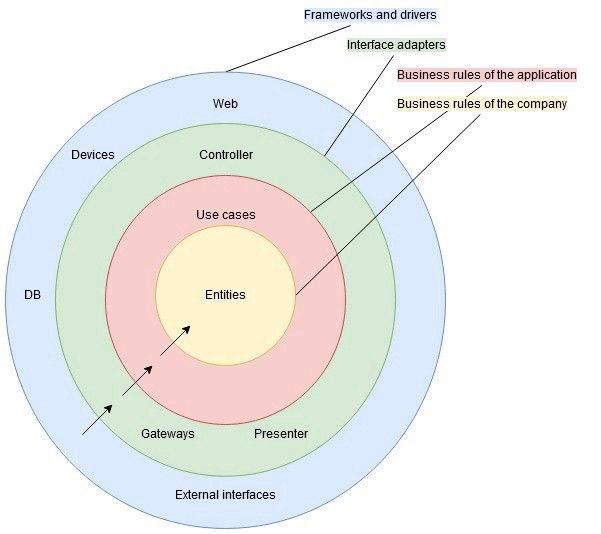 Frameworks and drivers
Interface adapters
Business rules of the application
Business rules of the company
Web
Devices
Controller
Use cases
DB
Entities
Gateways
Presenter
External interfaces